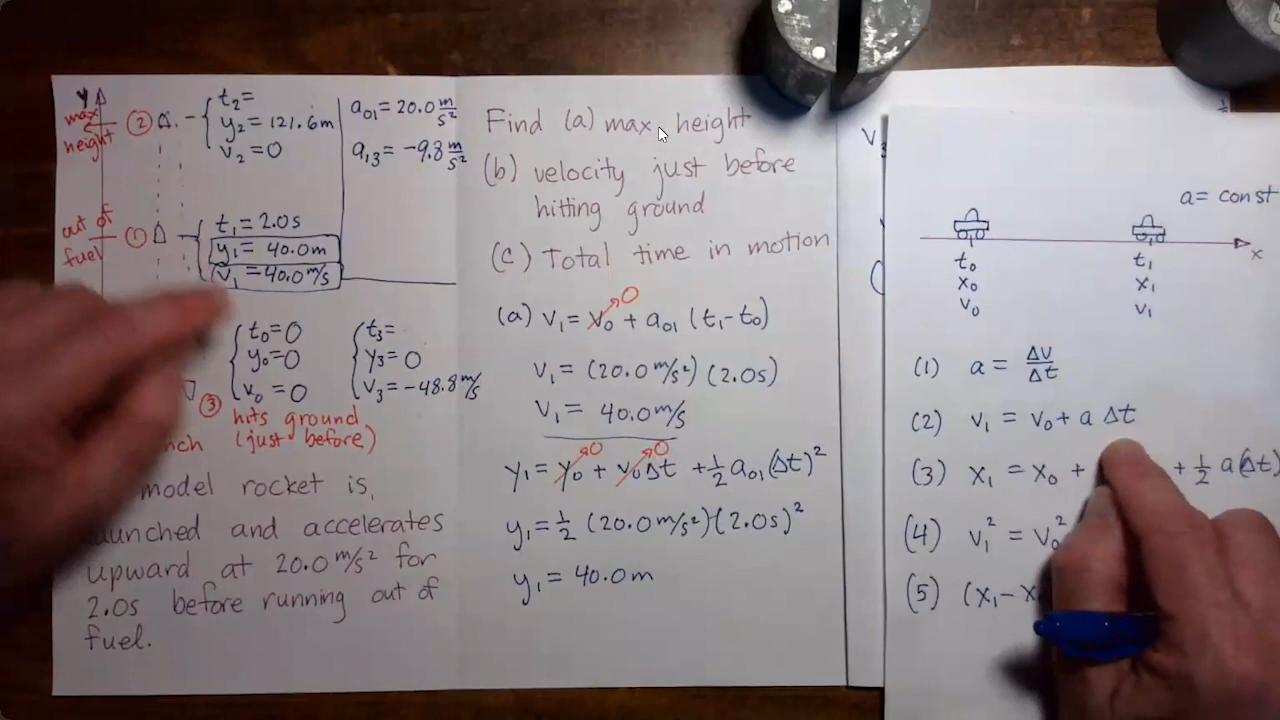 y
max
height
②
t₂=
y₂ = 121.6m
v₂ = 0
a₀₁ = 20.0 m/s²
a₁₃ = -9.8 m/s²
out of
fuel
①
t₁ = 2.0s
y₁ = 40.0m
v₁ = 40.0 m/s
t₀ = 0
y₀ = 0
v₀ = 0
t₃ =
y₃ = 0
v₃ = -48.8 m/s
③ hits ground
(just before)
model rocket is
launched and accelerates
upward at 20.0 m/s² for
2.0s before running out of
fuel.
Find (a) max height
(b) velocity just before
hitting ground
(c) Total time in motion
(a) v₁ = v₀ + a₀₁ (t₁ - t₀)
0
v₁ = (20.0 m/s²)(2.0s)
v₁ = 40.0 m/s
0 0
y₁ = y₀ + v₀Δt + ½ a₀₁ (Δt)²
y₁ = ½ (20.0 m/s²)(2.0s)²
y₁ = 40.0m
a = const
x
t₀
x₀
v₀
t₁
x₁
v₁
(1) a = Δv/Δt
(2) v₁ = v₀ + a Δt
(3) x₁ = x₀ + + ½ a(Δt)
(4) v₁² = v₀²
(5) (x₁ - x